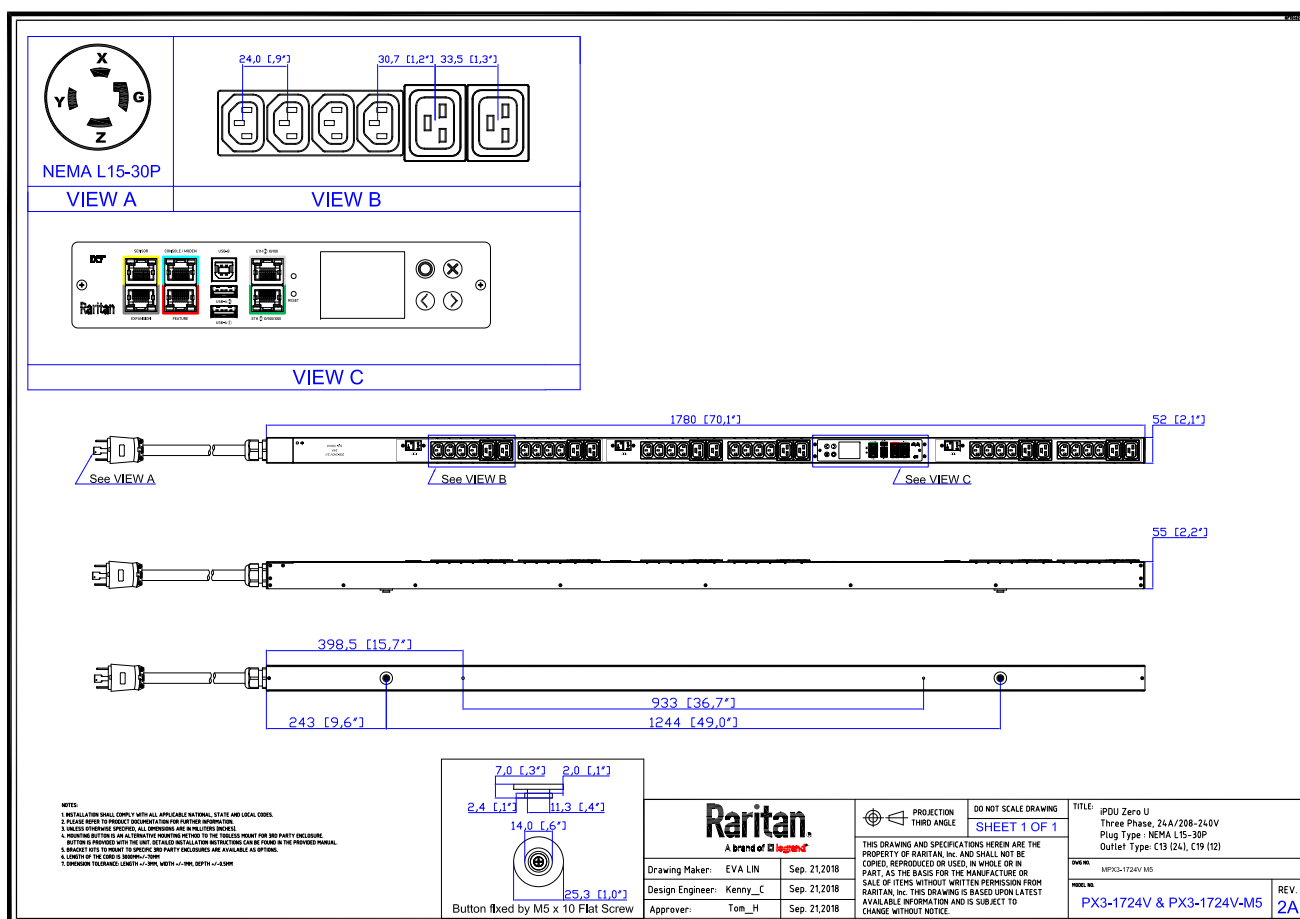 X
Y
G
Z
NEMA L15-30P
VIEW A
24,0 [,9"]
30,7 [1,2"]
33,5 [1,3"]
VIEW B
SENSOR
CONSOLE / MODEM
USB-B
Raritan
EXPANSION
FEATURE
RESET
VIEW C
1780 [70,1"]
52 [2,1"]
See VIEW A
See VIEW B
See VIEW C
55 [2,2"]
398,5 [15,7"]
933 [36,7"]
243 [9,6"]
1244 [49,0"]
7,0 [,3"]
2,0 [,1"]
2,4 [,1"]
11,3 [,4"]
14,0 [,6"]
25,3 [1,0"]
Button fixed by M5 x 10 Flat Screw
NOTES:
1. INSTALLATION SHALL COMPLY WITH ALL APPLICABLE NATIONAL, STATE AND LOCAL CODES.
2. PLEASE REFER TO PRODUCT DOCUMENTATION FOR FURTHER INFORMATION.
3. UNLESS OTHERWISE SPECIFIED, ALL DIMENSIONS ARE IN MILLITERS [INCHES].
4. MOUNTING BUTTON IS AN ALTERNATIVE MOUNTING METHOD TO THE TOOLESS MOUNT FOR 3RD PARTY ENCLOSURE.
BUTTON IS PROVIDED WITH THE UNIT. DETAILED INSTALLATION INSTRUCTIONS CAN BE FOUND IN THE PROVIDED MANUAL.
5. BRACKET KITS TO MOUNT TO SPECIFIC 3RD PARTY ENCLOSURES ARE AVAILABLE AS OPTIONS.
6. LENGTH OF THE CORD IS 3000MM+/-70MM
7. DIMENSION TOLERANCE: LENGTH +/-3MM, WIDTH +/-1MM, DEPTH +/-0.5MM
Raritan.
A brand of legrand
Drawing Maker: EVA LIN Sep. 21,2018
Design Engineer: Kenny_C Sep. 21,2018
Approver: Tom_H Sep. 21,2018
PROJECTION
THIRD ANGLE
DO NOT SCALE DRAWING
SHEET 1 OF 1
THIS DRAWING AND SPECIFICATIONS HEREIN ARE THE
PROPERTY OF RARITAN, Inc. AND SHALL NOT BE
COPIED, REPRODUCED OR USED, IN WHOLE OR IN
PART, AS THE BASIS FOR THE MANUFACTURE OR
SALE OF ITEMS WITHOUT WRITTEN PERMISSION FROM
RARITAN, Inc. THIS DRAWING IS BASED UPON LATEST
AVAILABLE INFORMATION AND IS SUBJECT TO
CHANGE WITHOUT NOTICE.
TITLE: iPDU Zero U
Three Phase, 24A/208-240V
Plug Type : NEMA L15-30P
Outlet Type: C13 (24), C19 (12)
DWG NO.
MPX3-1724V M5
MODEL NO.
PX3-1724V & PX3-1724V-M5
REV.
2A